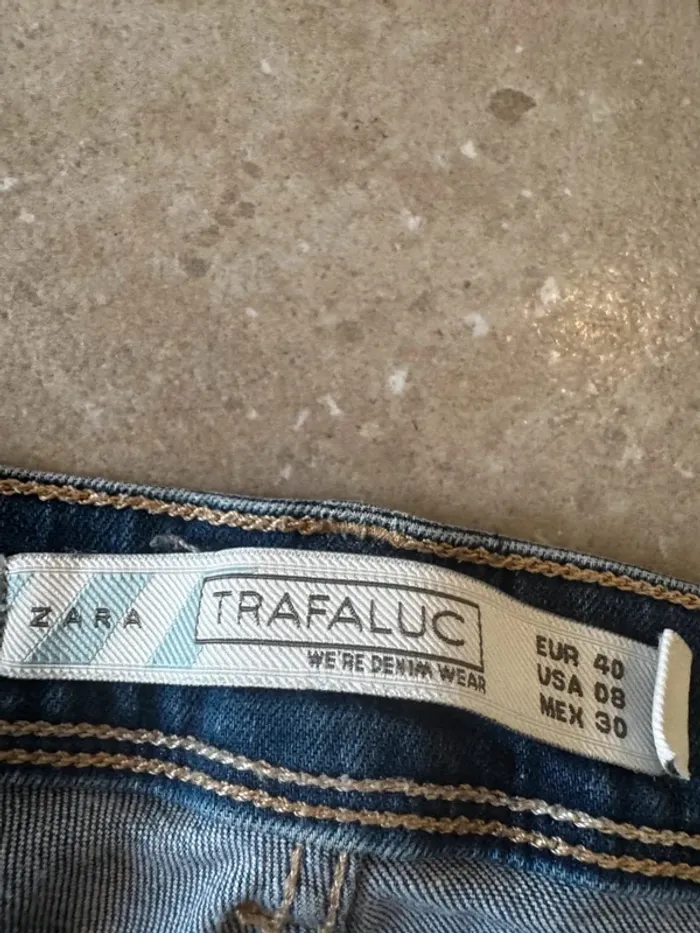 ZARA
TRAFALUC
WE'RE DENIM WEAR
EUR 40
USA 08
MEX 30